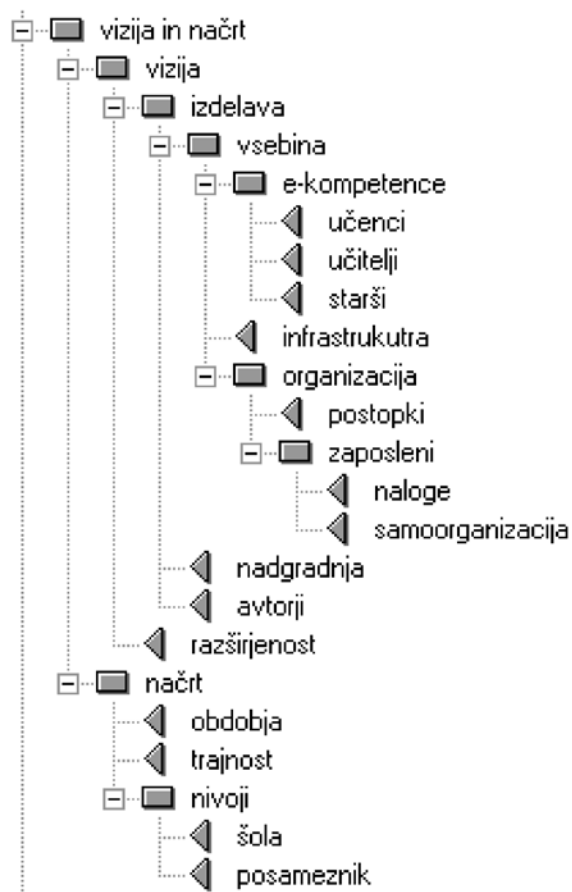 vizija in načrt
vizija
izdelava
vsebina
e-kompetence
učenci
učitelji
starši
infrastrukutra
organizacija
postopki
zaposleni
naloge
samoorganizacija
nadgradnja
avtorji
razširjenost
načrt
obdobja
trajnost
nivoji
šola
posameznik